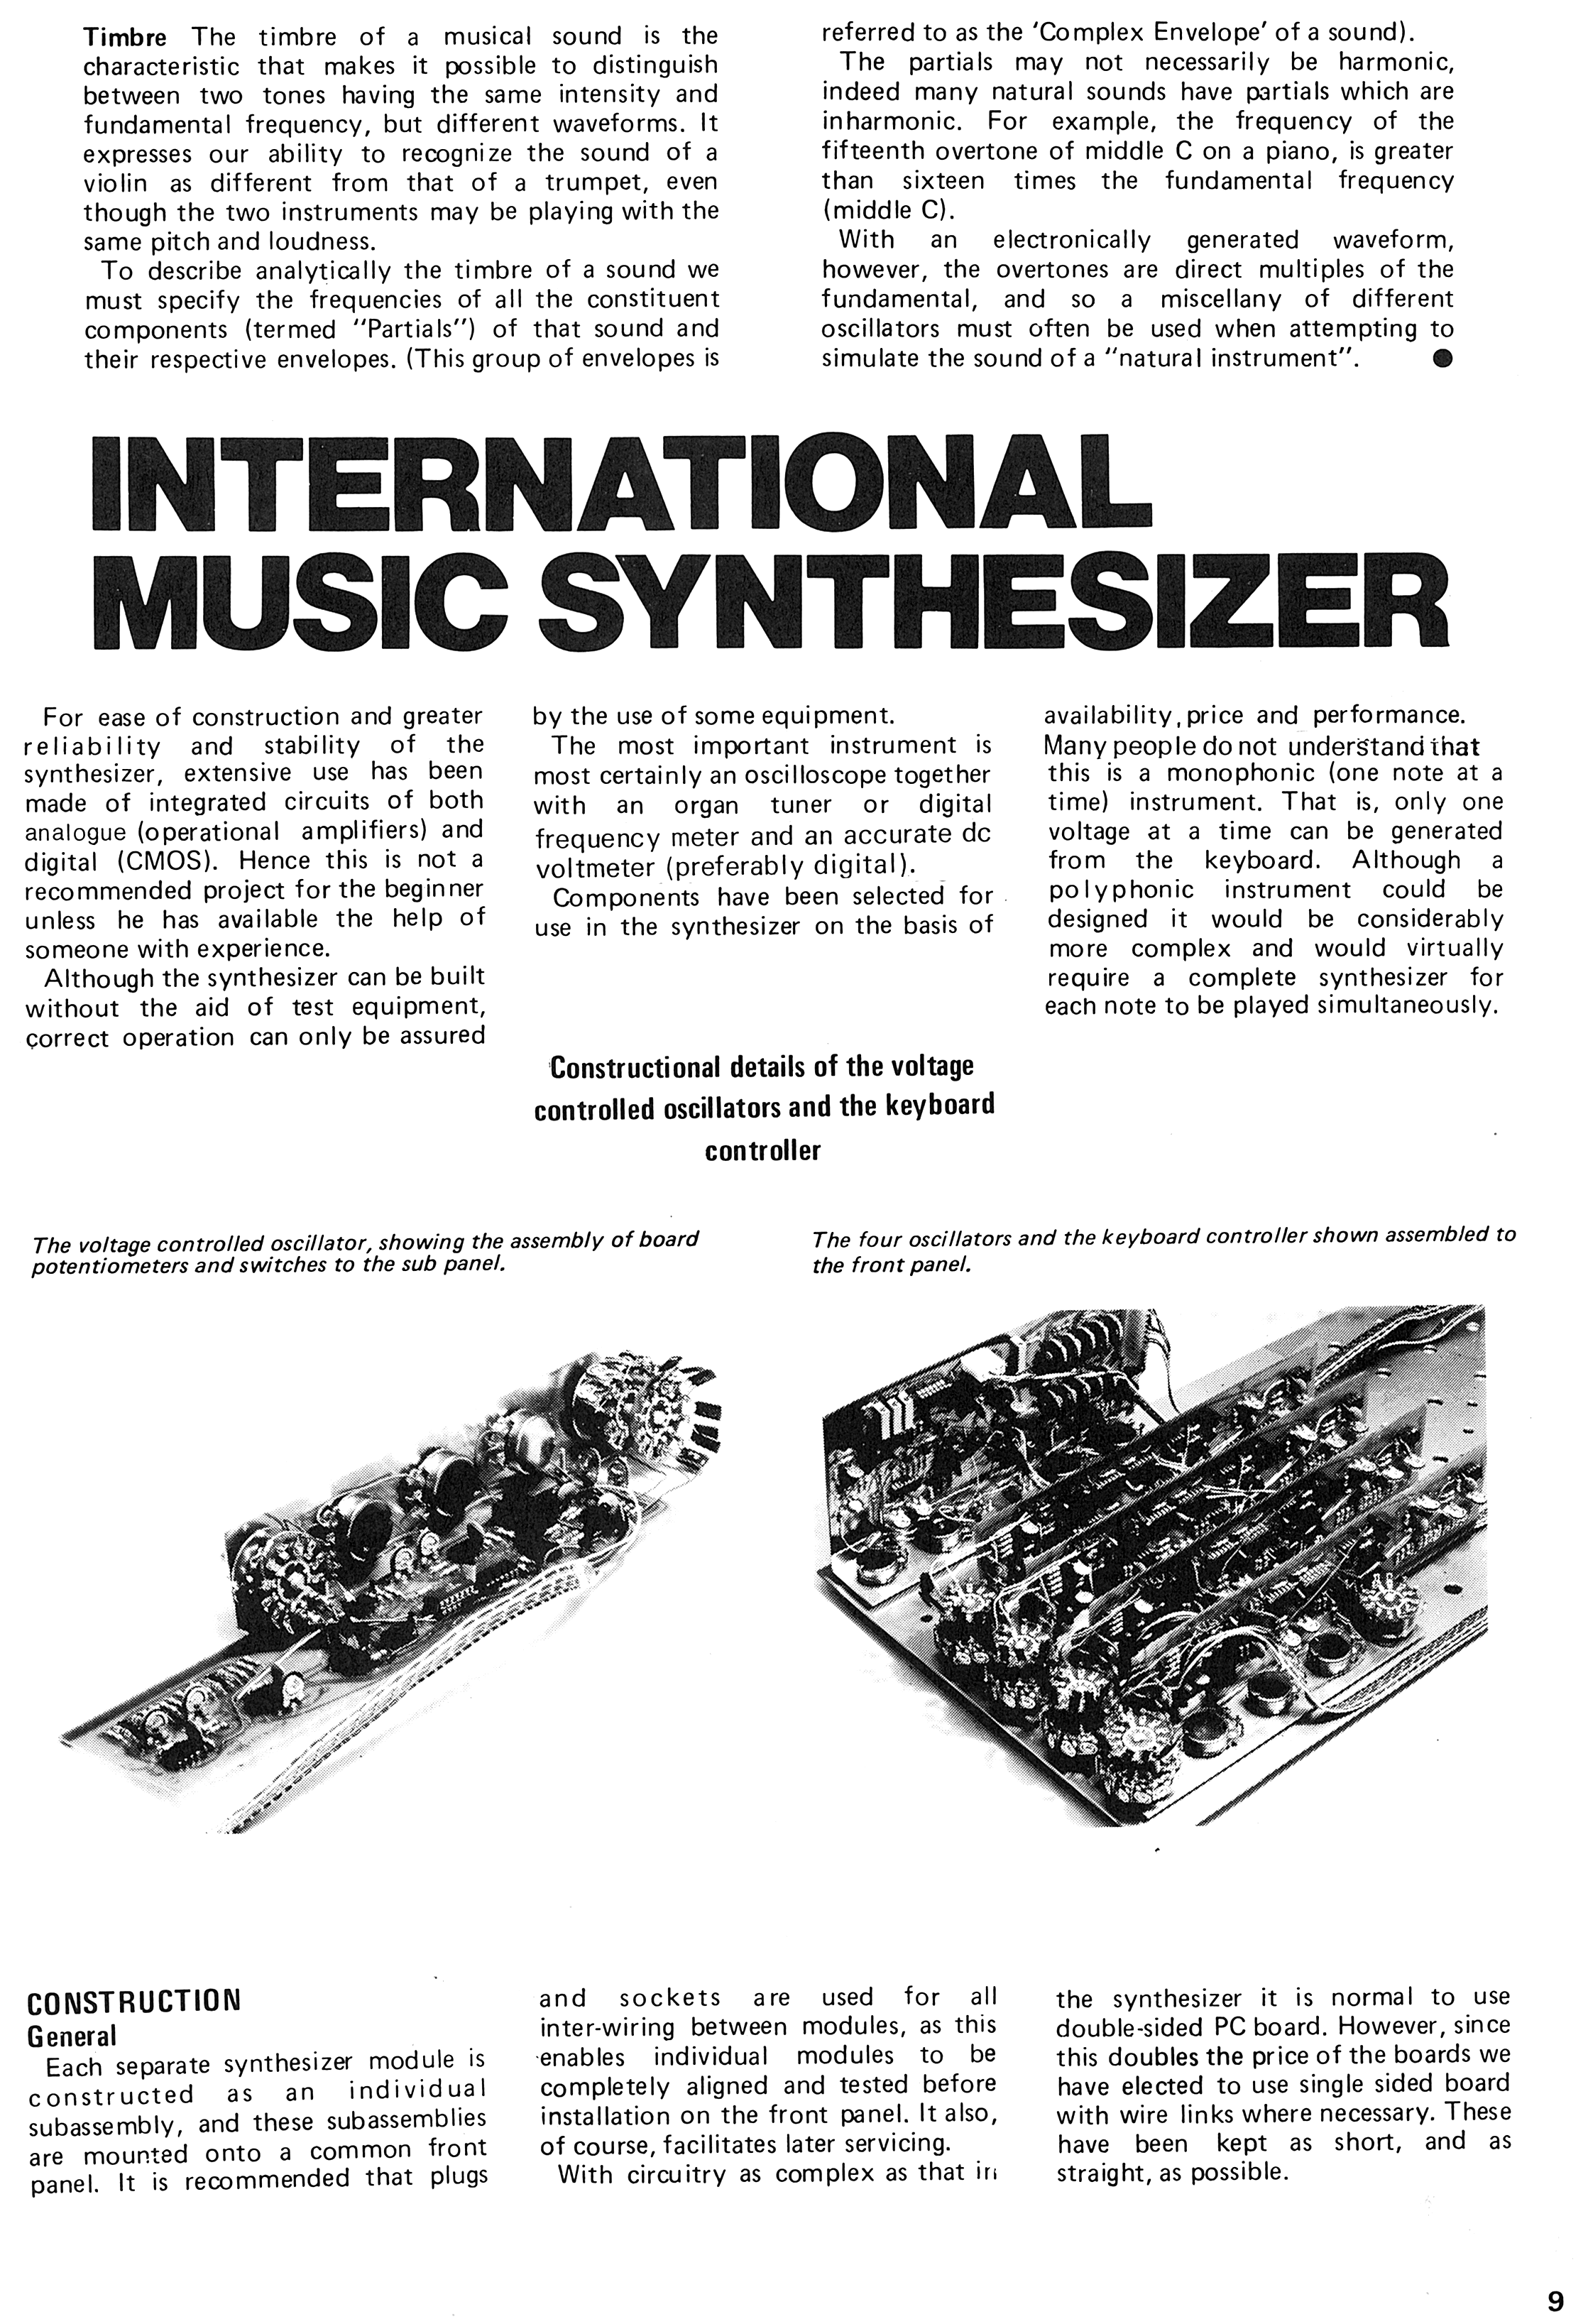 Timbre The timbre of a musical sound is the
characteristic that makes it possible to distinguish
between two tones having the same intensity and
fundamental frequency, but different waveforms. It
expresses our ability to recognize the sound of a
violin as different from that of a trumpet, even
though the two instruments may be playing with the
same pitch and loudness.
To describe analytically the timbre of a sound we
must specify the frequencies of all the constituent
components (termed "Partials") of that sound and
their respective envelopes. (This group of envelopes is
referred to as the 'Complex Envelope' of a sound).
The partials may not necessarily be harmonic,
indeed many natural sounds have partials which are
inharmonic. For example, the frequency of the
fifteenth overtone of middle C on a piano, is greater
than sixteen times the fundamental frequency
(middle C).
With an electronically generated waveform,
however, the overtones are direct multiples of the
fundamental, and so a miscellany of different
oscillators must often be used when attempting to
simulate the sound of a "natural instrument". ●
INTERNATIONAL
MUSIC SYNTHESIZER
For ease of construction and greater
reliability and stability of the
synthesizer, extensive use has been
made of integrated circuits of both
analogue (operational amplifiers) and
digital (CMOS). Hence this is not a
recommended project for the beginner
unless he has available the help of
someone with experience.
Although the synthesizer can be built
without the aid of test equipment,
correct operation can only be assured
by the use of some equipment.
The most important instrument is
most certainly an oscilloscope together
with an organ tuner or digital
frequency meter and an accurate dc
voltmeter (preferably digital).
Components have been selected for
use in the synthesizer on the basis of
availability, price and performance.
Many people do not understand that
this is a monophonic (one note at a
time) instrument. That is, only one
voltage at a time can be generated
from the keyboard. Although a
polyphonic instrument could be
designed it would be considerably
more complex and would virtually
require a complete synthesizer for
each note to be played simultaneously.
Constructional details of the voltage
controlled oscillators and the keyboard
controller
The voltage controlled oscillator, showing the assembly of board
potentiometers and switches to the sub panel.
The four oscillators and the keyboard controller shown assembled to
the front panel.
CONSTRUCTION
General
Each separate synthesizer module is
constructed as an individual
subassembly, and these subassemblies
are mounted onto a common front
panel. It is recommended that plugs
and sockets are used for all
inter-wiring between modules, as this
enables individual modules to be
completely aligned and tested before
installation on the front panel. It also,
of course, facilitates later servicing.
With circuitry as complex as that in
the synthesizer it is normal to use
double-sided PC board. However, since
this doubles the price of the boards we
have elected to use single sided board
with wire links where necessary. These
have been kept as short, and as
straight, as possible.
9